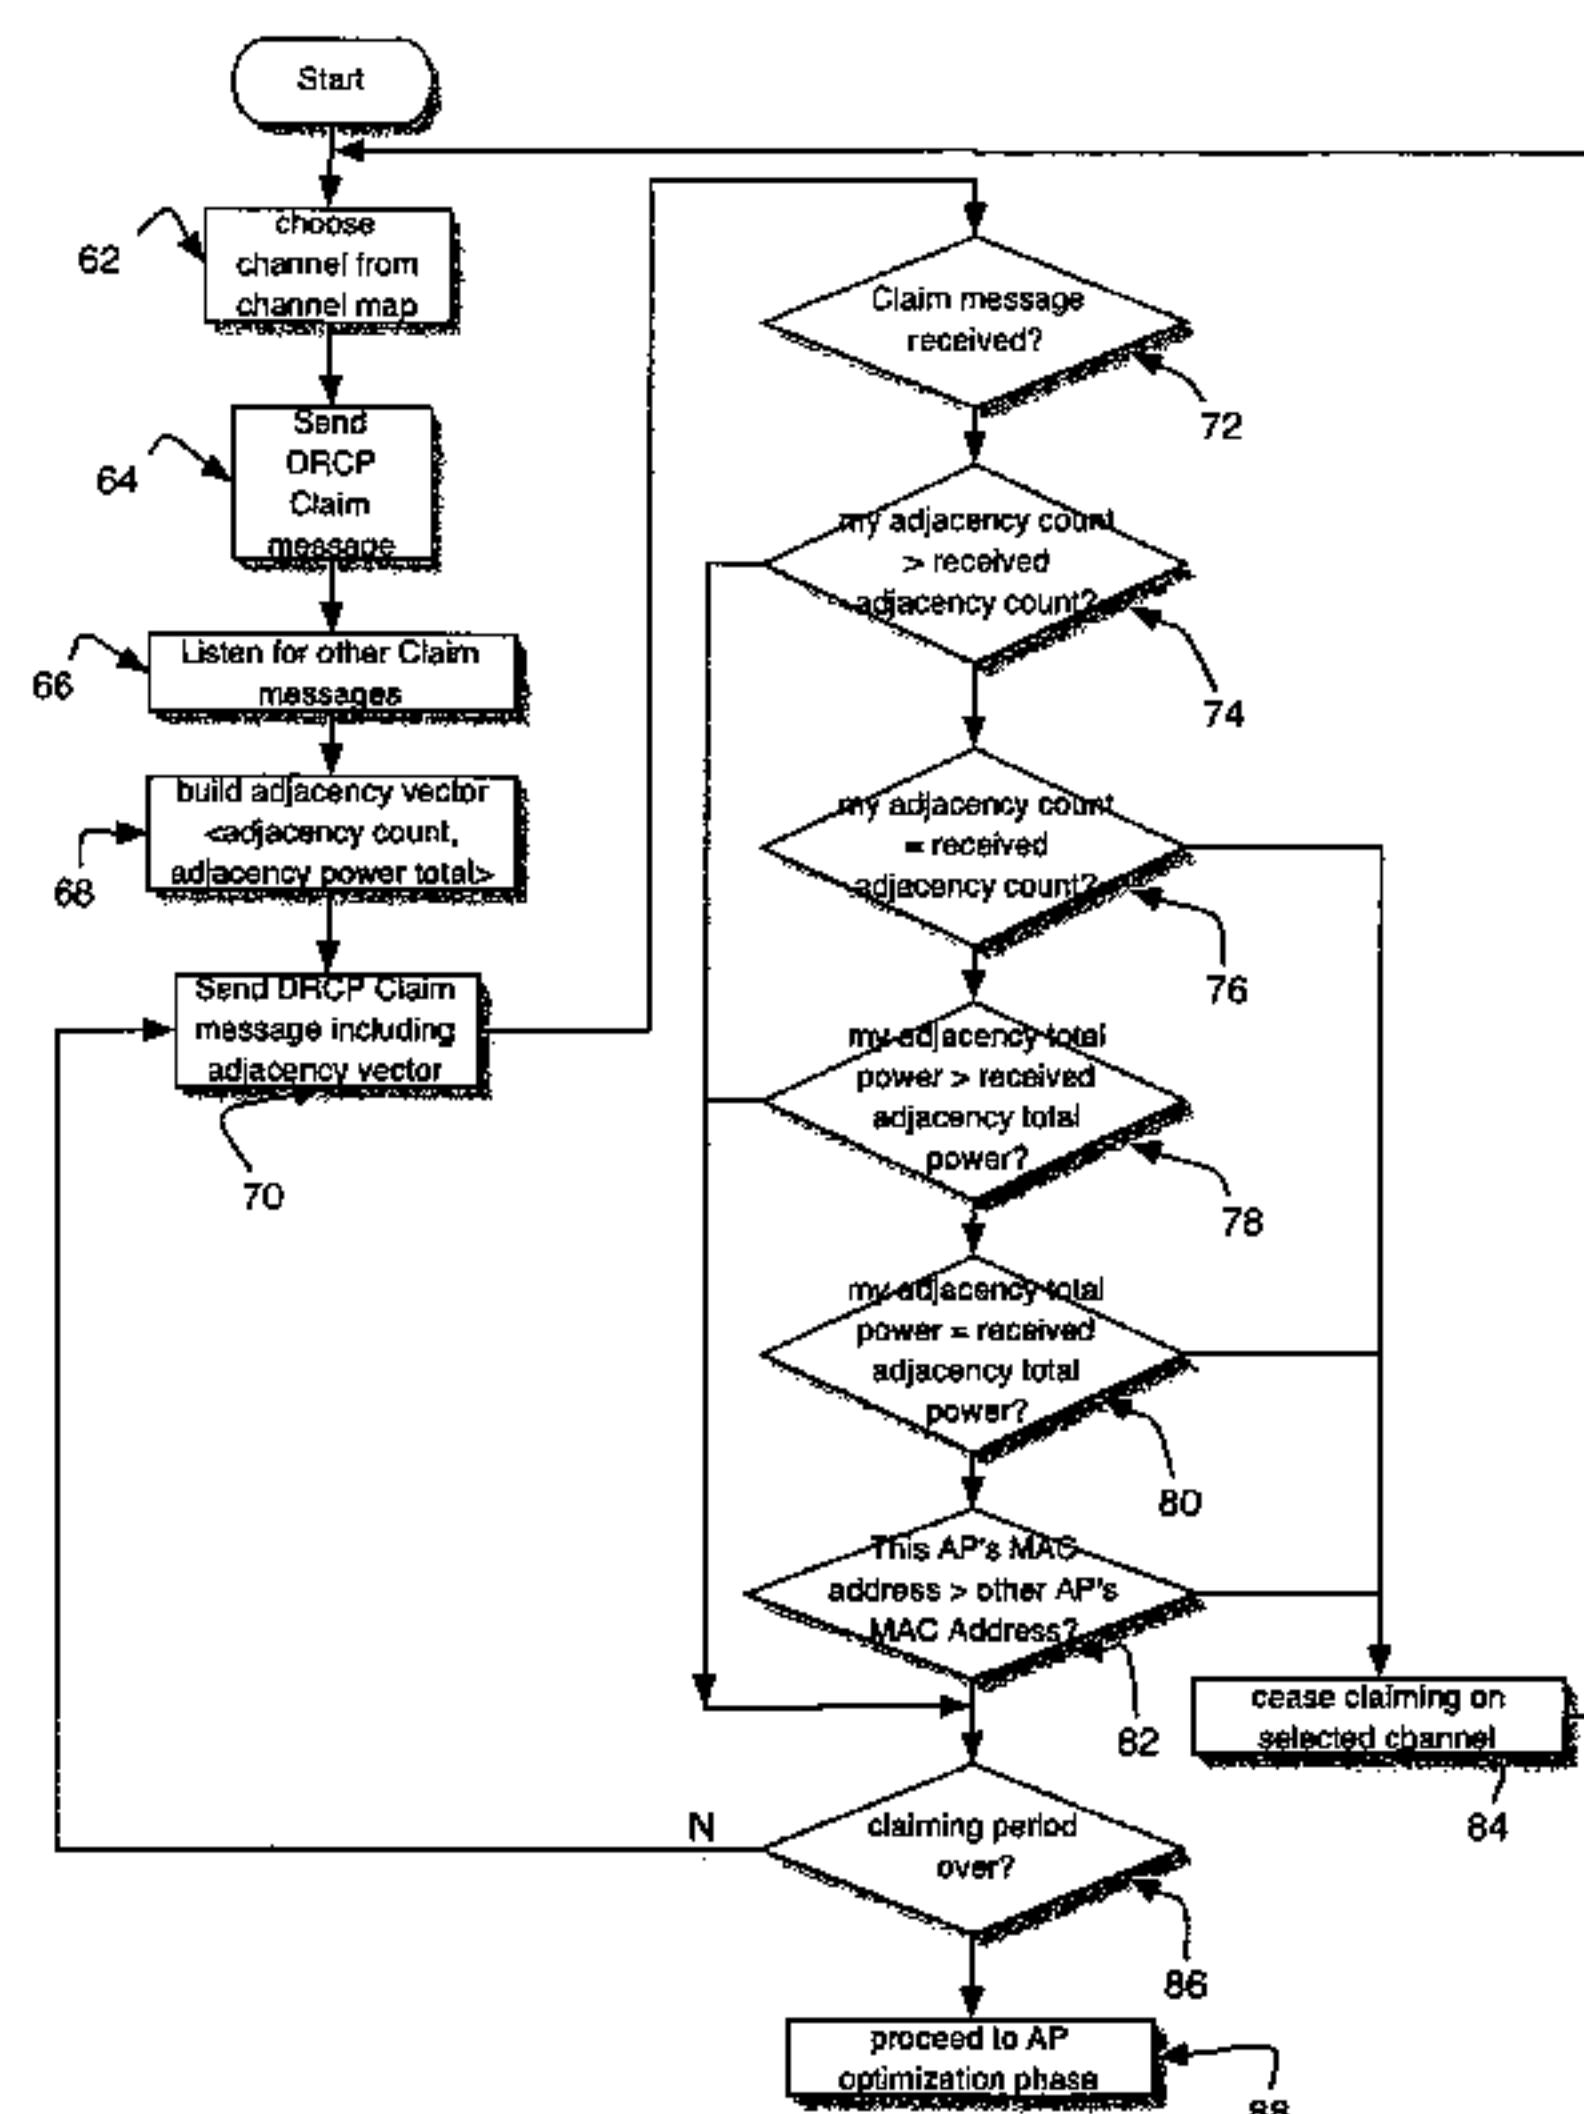 Start
62
choose
channel from
channel map
64
Send
DRCP
Claim
message
66
Listen for other Claim
messages
68
build adjacency vector
<adjacency count,
adjacency power total>
Send DRCP Claim
message including
adjacency vector
70
Claim message
received?
72
my adjacency count
> received
adjacency count?
74
my adjacency count
= received
adjacency count?
76
my adjacency total
power > received
adjacency total
power?
78
my adjacency total
power = received
adjacency total
power?
80
This AP's MAC
address > other AP's
MAC Address?
82
cease claiming on
selected channel
84
N
claiming period
over?
86
proceed to AP
optimization phase
88